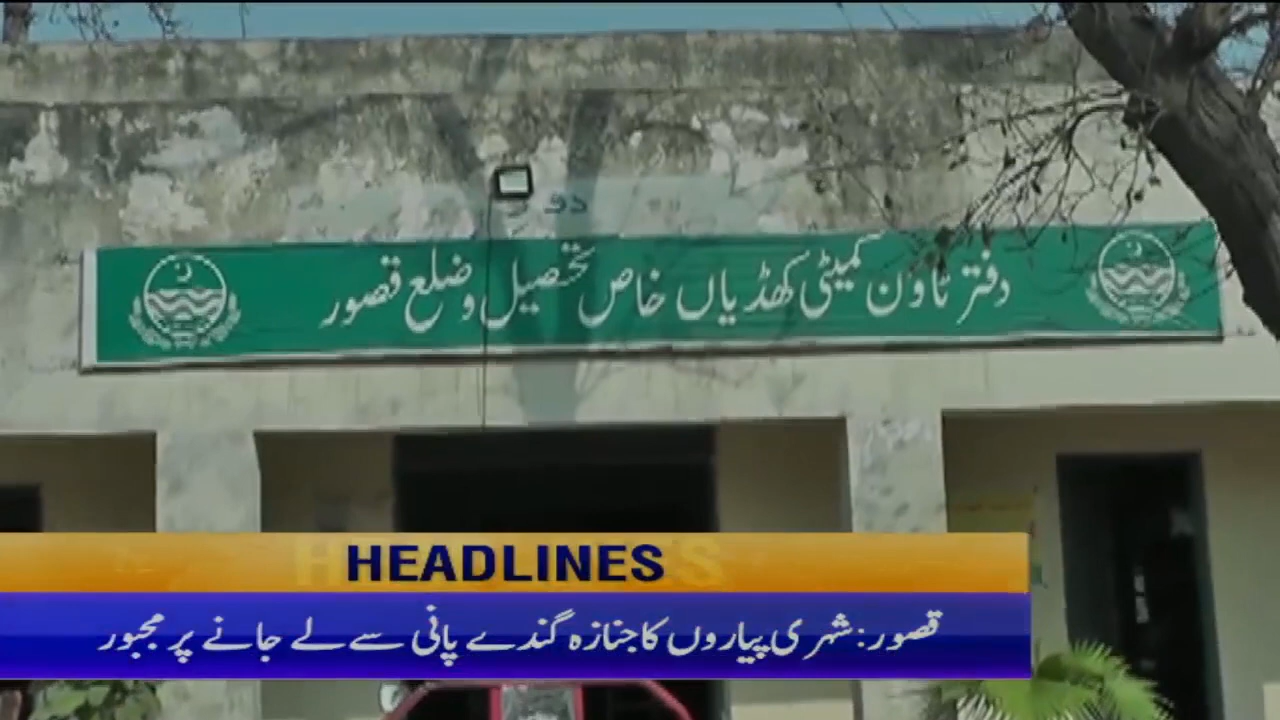 دفتر ٹاون کمیٹی کھڈیاں خاص تحصیل و ضلع قصور
HEADLINES
قصور: شہری پیاروں کا جنازہ گندے پانی سے لے جانے پر مجبور